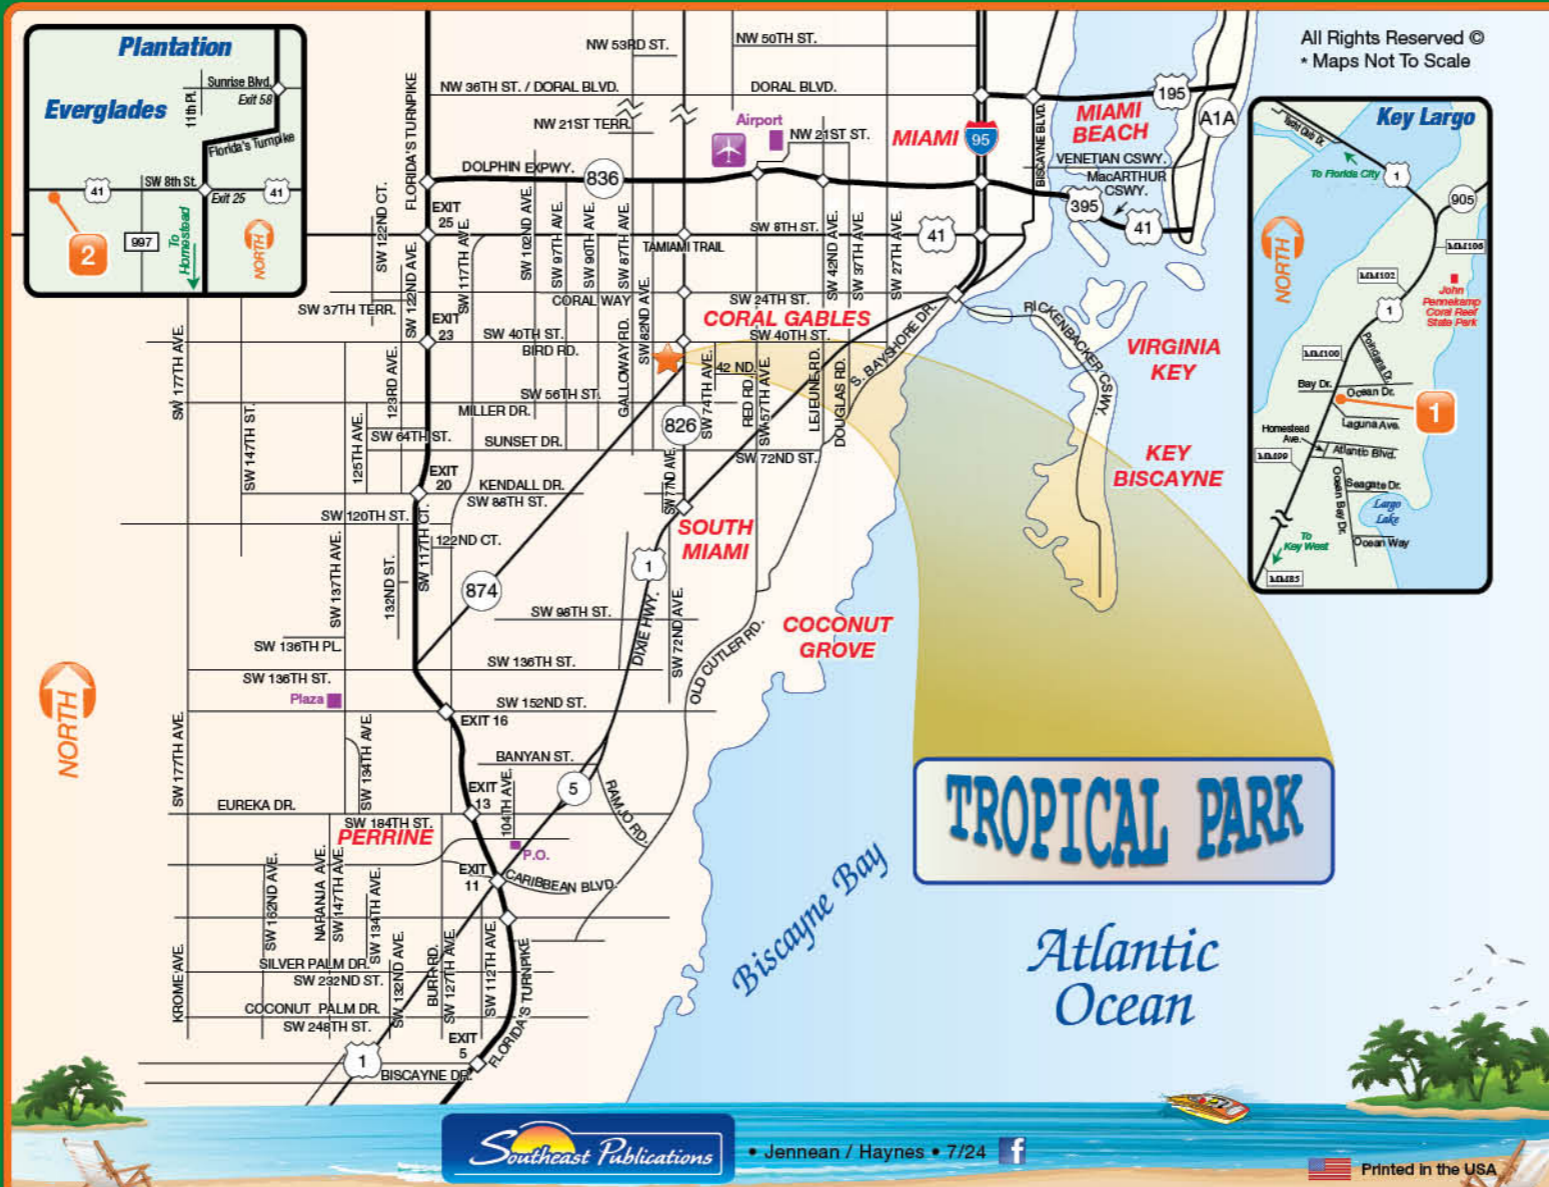 Plantation
Everglades
11th Pl.
Sunrise Blvd.
Exit 58
Florida's Turnpike
41
SW 8th St.
41
Exit 25
997
To Homestead
NORTH
2
All Rights Reserved ©
* Maps Not To Scale
Key Largo
Yacht Club Dr.
To Florida City
1
905
NORTH
MM106
MM102
John
Pennekamp
Coral Reef
State Park
1
Poinciana Dr.
MM100
Bay Dr.
Ocean Dr.
1
Laguna Ave.
Homestead
Ave.
Atlantic Blvd.
MM99
Ocean Bay Dr.
Seagate Dr.
Largo
Lake
To
Key West
Ocean Way
MM85
NW 53RD ST.
NW 50TH ST.
FLORIDA'S TURNPIKE
NW 36TH ST. / DORAL BLVD.
DORAL BLVD.
195
MIAMI
BEACH
A1A
NW 21ST TERR.
Airport
NW 21ST ST.
MIAMI
95
BISCAYNE BLVD.
VENETIAN CSWY.
MacARTHUR
CSWY.
DOLPHIN EXPWY.
836
395
41
SW 122ND CT.
EXIT
25
SW 117TH AVE.
SW 102ND AVE.
SW 97TH AVE.
SW 90TH AVE.
SW 87TH AVE.
SW 8TH ST.
TAMIAMI TRAIL
SW 42ND AVE.
SW 37TH AVE.
SW 27TH AVE.
41
SW 122ND AVE.
SW 82ND AVE.
CORAL WAY
SW 24TH ST.
SW 37TH TERR.
CORAL GABLES
EXIT
23
SW 40TH ST.
BIRD RD.
SW 40TH ST.
SW 177TH AVE.
123RD AVE.
GALLOWAY RD.
SW 74TH AVE.
42 ND.
RED RD.
SW 57TH AVE.
LEJEUNE RD.
DOUGLAS RD.
S. BAYSHORE DR.
RICKENBACKER CSWY.
VIRGINIA
KEY
SW 56TH ST.
MILLER DR.
SW 147TH ST.
125TH AVE.
SW 64TH ST.
SUNSET DR.
826
SW 72ND ST.
KEY
BISCAYNE
EXIT
20
KENDALL DR.
SW 88TH ST.
SW 77ND AVE.
SW 120TH ST.
SW 117TH CT.
122ND CT.
SOUTH
MIAMI
1
SW 137TH AVE.
132ND ST.
874
SW 98TH ST.
DIXIE HWY.
SW 72ND AVE.
OLD CUTLER RD.
COCONUT
GROVE
SW 136TH PL.
SW 136TH ST.
SW 136TH ST.
NORTH
Plaza
SW 152ND ST.
EXIT 16
SW 177TH AVE.
SW 134TH AVE.
BANYAN ST.
EXIT
13
104TH AVE.
5
RAMJO RD.
EUREKA DR.
SW 184TH ST.
PERRINE
P.O.
EXIT
11
CARIBBEAN BLVD.
TROPICAL PARK
Biscayne Bay
Atlantic
Ocean
KROME AVE.
SW 162ND AVE.
NARANJA AVE.
SW 147TH AVE.
SW 134TH AVE.
SW 132ND AVE.
BURR RD.
SW 127TH AVE.
SW 112TH AVE.
FLORIDA'S TURNPIKE
SILVER PALM DR.
SW 232ND ST.
COCONUT PALM DR.
SW 248TH ST.
1
EXIT
5
BISCAYNE DR.
Southeast Publications
• Jennean / Haynes • 7/24
f
Printed in the USA